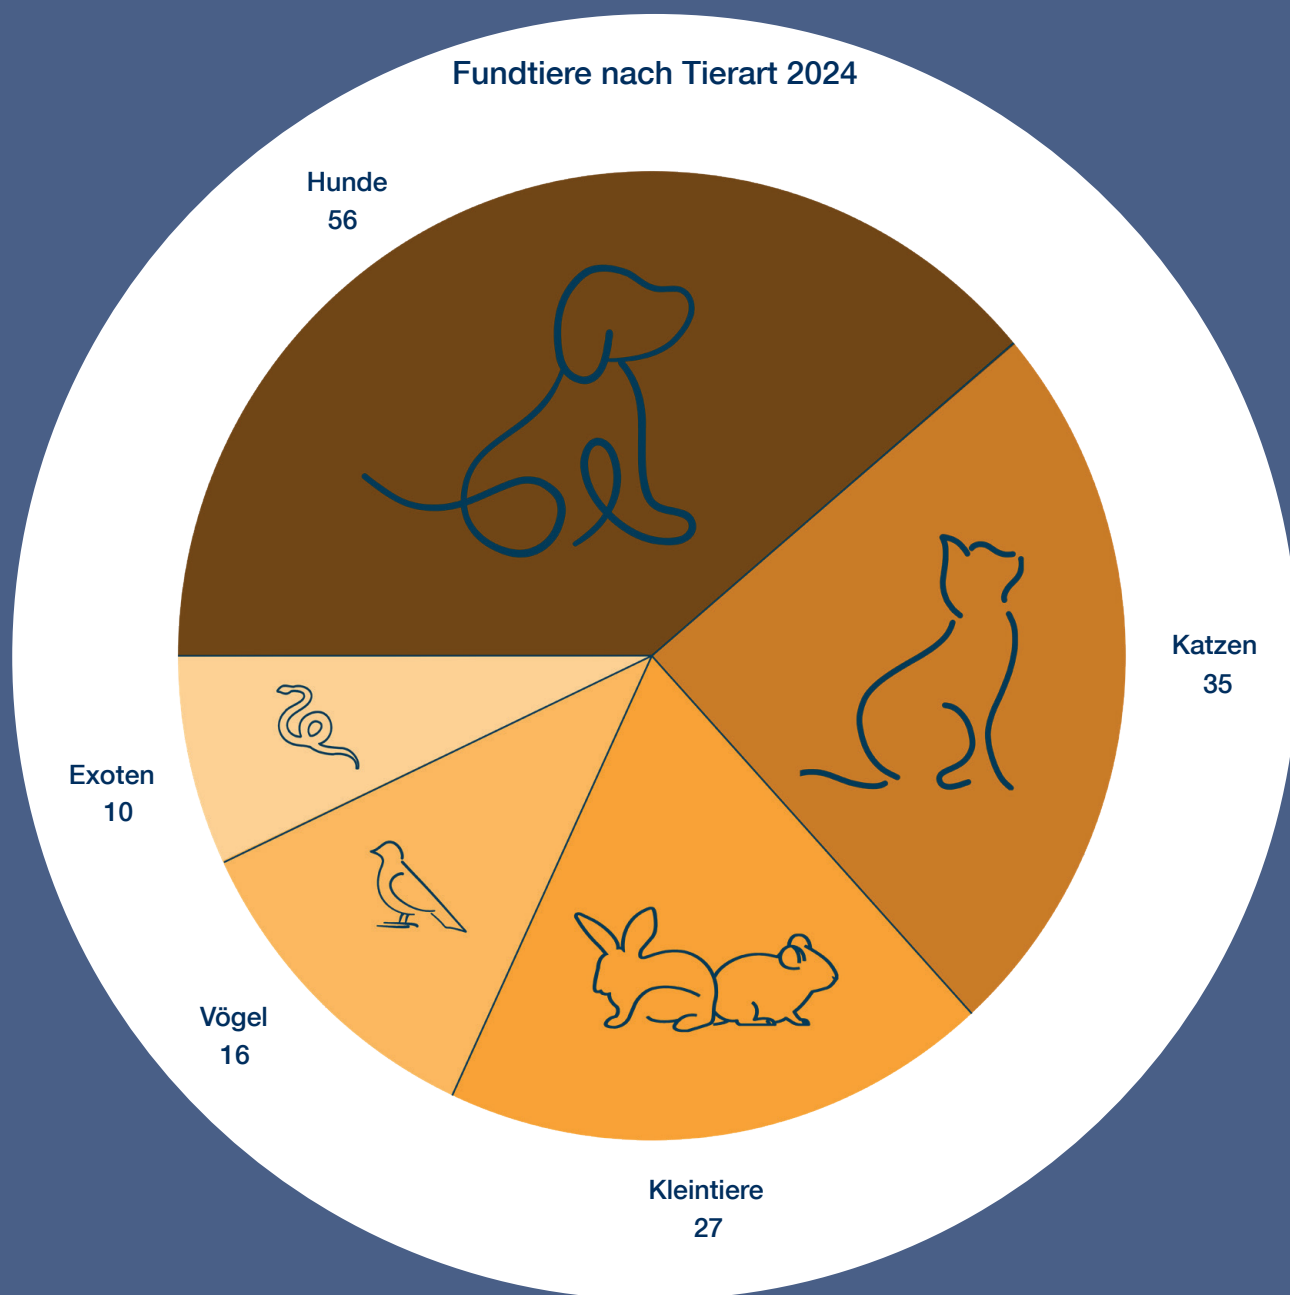 Fundtiere nach Tierart 2024
Hunde
56
Katzen
35
Exoten
10
Vögel
16
Kleintiere
27